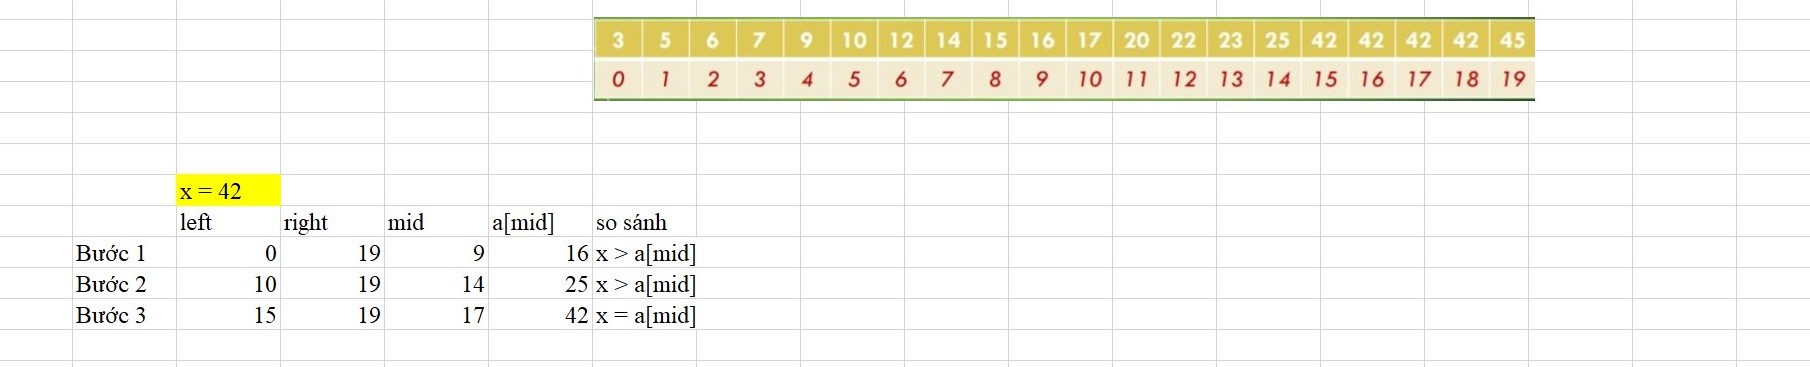 3 5 6 7 9 10 12 14 15 16 17 20 22 23 25 42 42 42 42 45
0 1 2 3 4 5 6 7 8 9 10 11 12 13 14 15 16 17 18 19
x = 42
left right mid a[mid] so sánh
Bước 1 0 19 9 16 x > a[mid]
Bước 2 10 19 14 25 x > a[mid]
Bước 3 15 19 17 42 x = a[mid]